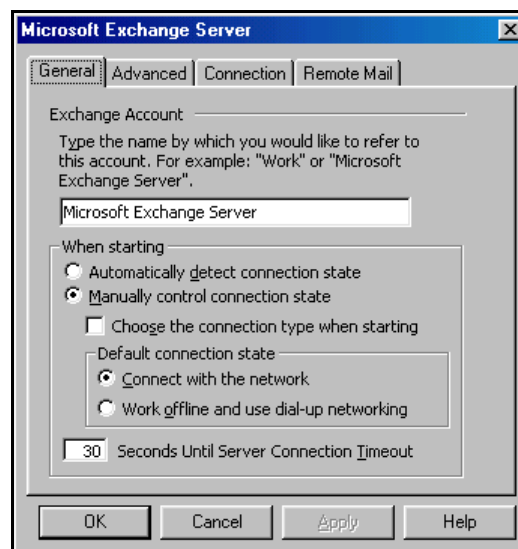 Microsoft Exchange Server
General Advanced Connection Remote Mail
Exchange Account
Type the name by which you would like to refer to
this account. For example: "Work" or "Microsoft
Exchange Server".
Microsoft Exchange Server
When starting
Automatically detect connection state
Manually control connection state
Choose the connection type when starting
Default connection state
Connect with the network
Work offline and use dial-up networking
30 Seconds Until Server Connection Timeout
OK Cancel Apply Help